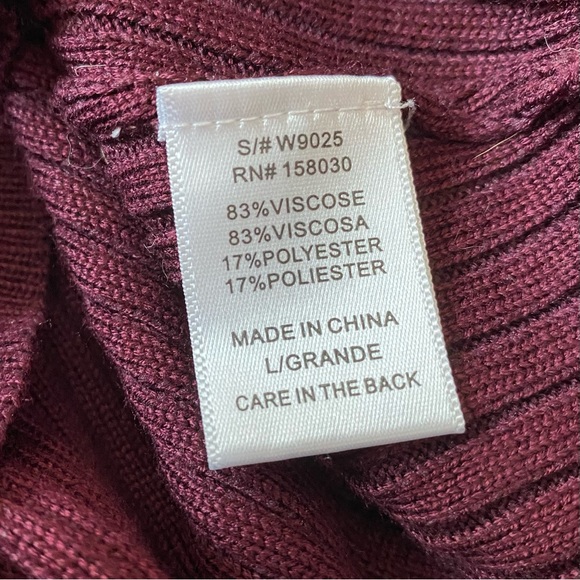 S/# W9025
RN# 158030
83%VISCOSE
83%VISCOSA
17%POLYESTER
17%POLIESTER
MADE IN CHINA
L/GRANDE
CARE IN THE BACK